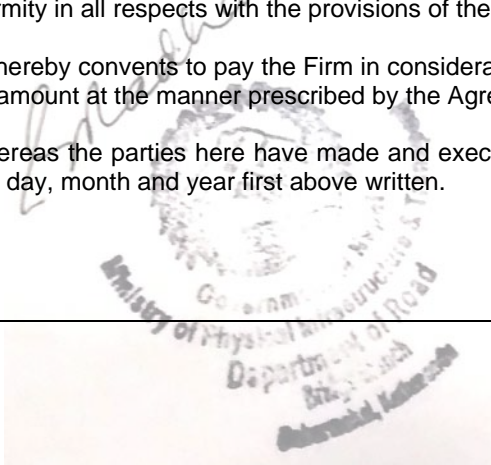 rmity in all respects with the provisions of the
hereby convents to pay the Firm in considera
amount at the manner prescribed by the Agre
ereas the parties here have made and exec
day, month and year first above written.
Ministry of Physical Infrastructure &
Department of Road
Bridge Branch